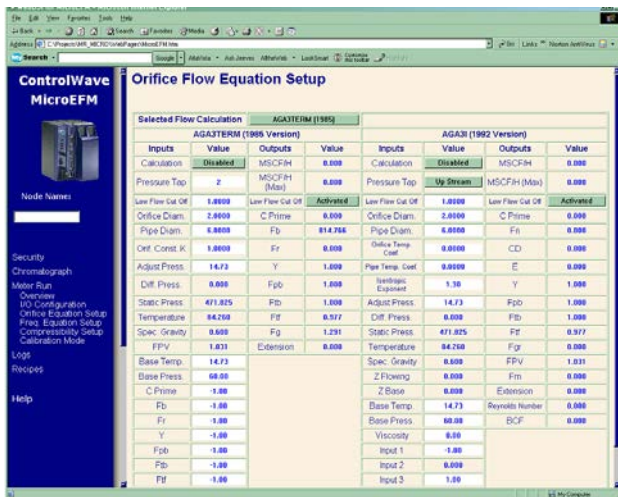 File Edit View Favorites Tools Help
Back Search Favorites Media
Address C:\Projects\MR_MICRO\WebPages\MicroEFM.htm Links Norton AntiVirus
Search Google AltaVista Ask Jeeves AlltheWeb LookSmart
ControlWave
MicroEFM
Node Name:
Security
Chromatograph
Meter Run
Overview
I/O Configuration
Orifice Equation Setup
Freq. Equation Setup
Compressibility Setup
Calibration Mode
Logs
Recipes
Help
Orifice Flow Equation Setup
Selected Flow Calculation AGA3TERM (1985)
AGA3TERM (1985 Version) AGA3I (1992 Version)
Inputs Value Outputs Value Inputs Value Outputs Value
Calculation Disabled MSCF/H 0.000 Calculation Disabled MSCF/H 0.000
Pressure Tap 2 MSCF/H (Max) 0.000 Pressure Tap Up Stream MSCF/H (Max) 0.000
Low Flow Cut Off 1.0000 Low Flow Cut Off Activated Low Flow Cut Off 1.0000 Low Flow Cut Off Activated
Orifice Diam. 2.0000 C Prime 0.000 Orifice Diam. 2.0000 C Prime 0.000
Pipe Diam. 6.0000 Fb 814.766 Pipe Diam. 6.0000 Fn 0.000
Orif. Const. K 1.0000 Fr 0.000 Orifice Temp. Coef. 0.0000 CD 0.000
Adjust Press. 14.73 Y 1.000 Pipe Temp. Coef. 0.0000 E 0.000
Diff. Press. 0.000 Fpb 1.000 Isentropic Exponent 1.30 Y 1.000
Static Press. 471.825 Ftb 1.000 Adjust Press. 14.73 Fpb 1.000
Temperature 84.260 Ftf 0.977 Diff. Press. 0.000 Ftb 1.000
Spec. Gravity 0.600 Fg 1.291 Static Press. 471.825 Ftf 0.977
FPV 1.031 Extension 0.000 Temperature 84.260 Fgr 0.000
Base Temp. 14.73 Spec. Gravity 0.600 FPV 1.031
Base Press. 60.00 Z Flowing 0.000 Fm 0.000
C Prime -1.00 Z Base 0.000 Extension 0.000
Fb -1.00 Base Temp. 14.73 Reynolds Number 0.000
Fr -1.00 Base Press. 60.00 BCF 0.000
Y -1.00 Viscosity 0.00
Fpb -1.00 Input 1 -1.00
Ftb -1.00 Input 2 0.000
Ftf -1.00 Input 3 1.00
My Computer